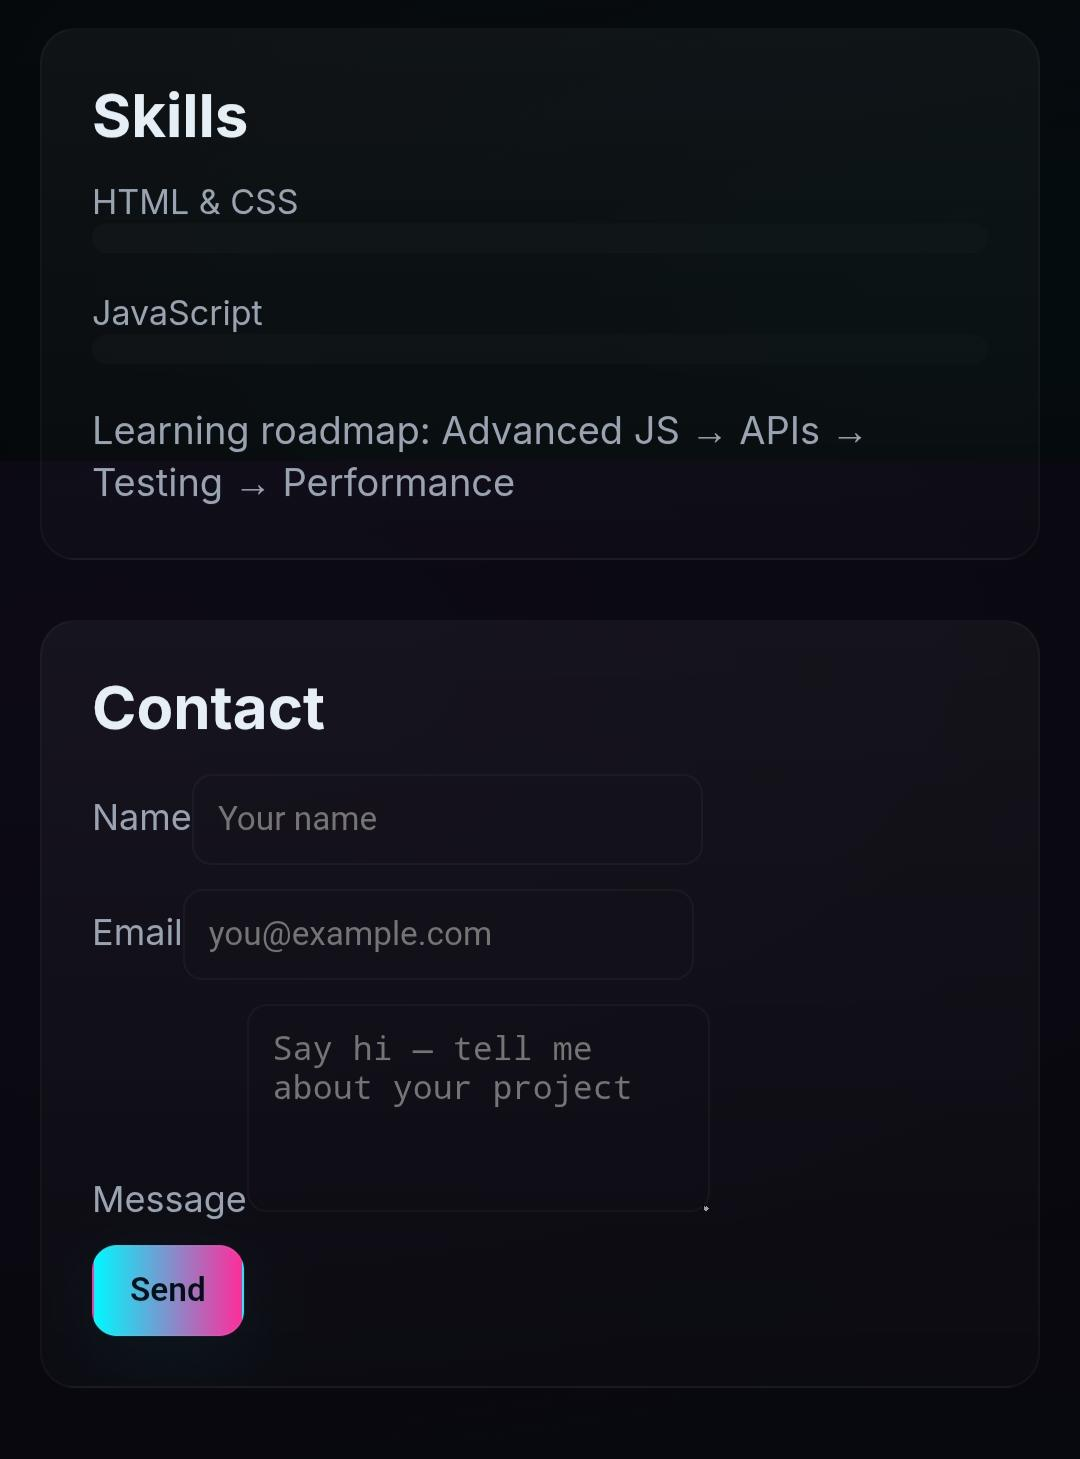 Skills
HTML & CSS
JavaScript
Learning roadmap: Advanced JS → APIs →
Testing → Performance
Contact
Name Your name
Email you@example.com
Say hi — tell me
about your project
Message
Send